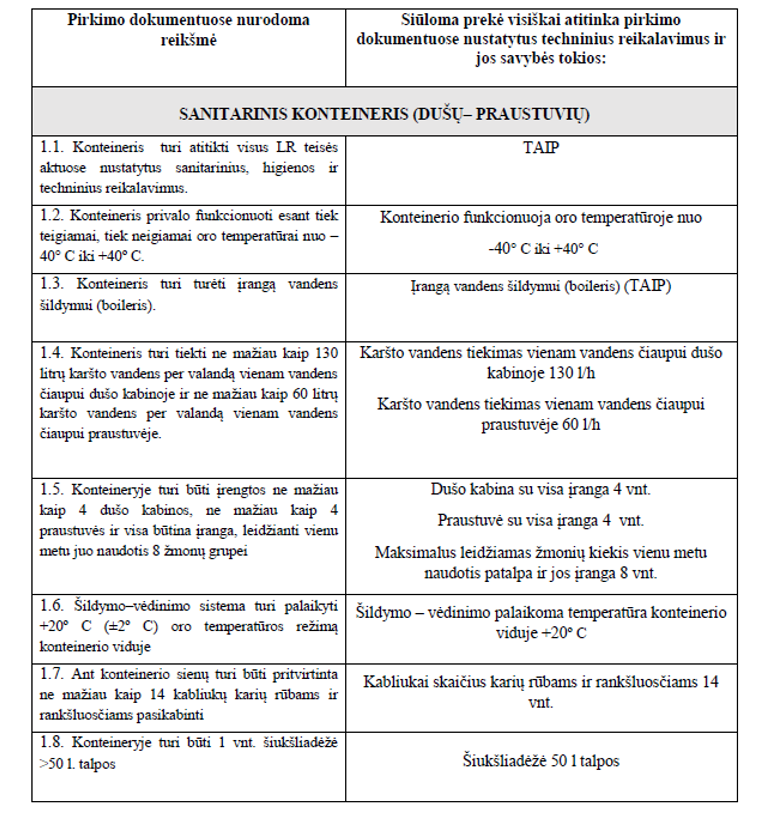 Pirkimo dokumentuose nurodoma
reikšmė
Siūloma prekė visiškai atitinka pirkimo
dokumentuose nustatytus techninius reikalavimus ir
jos savybės tokios:
SANITARINIS KONTEINERIS (DUŠŲ– PRAUSTUVIŲ)
1.1. Konteineris turi atitikti visus LR teisės
aktuose nustatytus sanitarinius, higienos ir
techninius reikalavimus.
TAIP
1.2. Konteineris privalo funkcionuoti esant tiek
teigiamai, tiek neigiamai oro temperatūrai nuo –
40° C iki +40° C.
Konteinerio funkcionuoja oro temperatūroje nuo
-40° C iki +40° C
1.3. Konteineris turi turėti įrangą vandens
šildymui (boileris).
Įrangą vandens šildymui (boileris) (TAIP)
1.4. Konteineris turi tiekti ne mažiau kaip 130
litrų karšto vandens per valandą vienam vandens
čiaupui dušo kabinoje ir ne mažiau kaip 60 litrų
karšto vandens per valandą vienam vandens
čiaupui praustuvėje.
Karšto vandens tiekimas vienam vandens čiaupui dušo
kabinoje 130 l/h
Karšto vandens tiekimas vienam vandens čiaupui
praustuvėje 60 l/h
1.5. Konteineryje turi būti įrengtos ne mažiau
kaip 4 dušo kabinos, ne mažiau kaip 4
praustuvės ir visa būtina įranga, leidžianti vienu
metu juo naudotis 8 žmonų grupei
Dušo kabina su visa įranga 4 vnt.
Praustuvė su visa įranga 4 vnt.
Maksimalus leidžiamas žmonių kiekis vienu metu
naudotis patalpa ir jos įranga 8 vnt.
1.6. Šildymo–vėdinimo sistema turi palaikyti
+20º C (±2º C) oro temperatūros režimą
konteinerio viduje
Šildymo – vėdinimo palaikoma temperatūra konteinerio
viduje +20º C
1.7. Ant konteinerio sienų turi būti pritvirtinta
ne mažiau kaip 14 kabliukų karių rūbams ir
rankšluosčiams pasikabinti
Kabliukai skaičius karių rūbams ir rankšluosčiams 14
vnt.
1.8. Konteineryje turi būti 1 vnt. šiukšliadėžė
>50 l. talpos
Šiukšliadėžė 50 l talpos